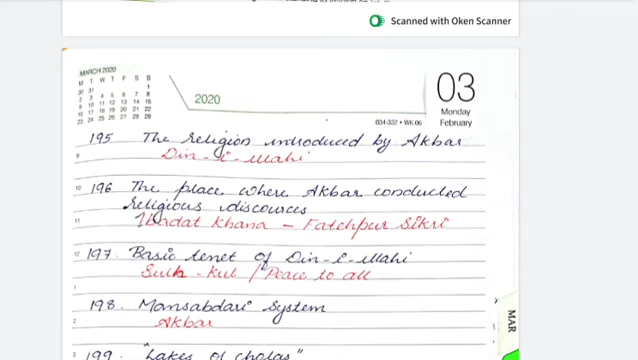 Scanned with Oken Scanner
MARCH 2020
M T W T F S S
30 31 1
2 3 4 5 6 7 8
9 10 11 12 13 14 15
16 17 18 19 20 21 22
23 24 25 26 27 28 29
2020
03
Monday
February
034-332 • WK 06
195 The religion introduced by Akbar
9 Din-i-illahi
10 196 The place where Akbar conducted
religious discources
11 Ibadat Khana - Fatehpur Sikri
12 197. Basic tenet of Din-i-illahi
Sulh-kul / Peace to all
1
198. Mansabdari System
2 Akbar
MAR
3 199. "Lakes of cholas"